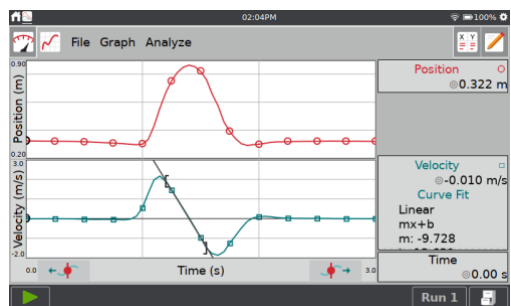 02:04PM
100%
File Graph Analyze
X Y
0.90
Position (m)
0.20
3.0
Velocity (m/s)
-2.0
0.0
Time (s)
3.0
Position
0.322 m
Velocity
-0.010 m/s
Curve Fit
Linear
mx+b
m: -9.728
Time
0.00 s
Run 1